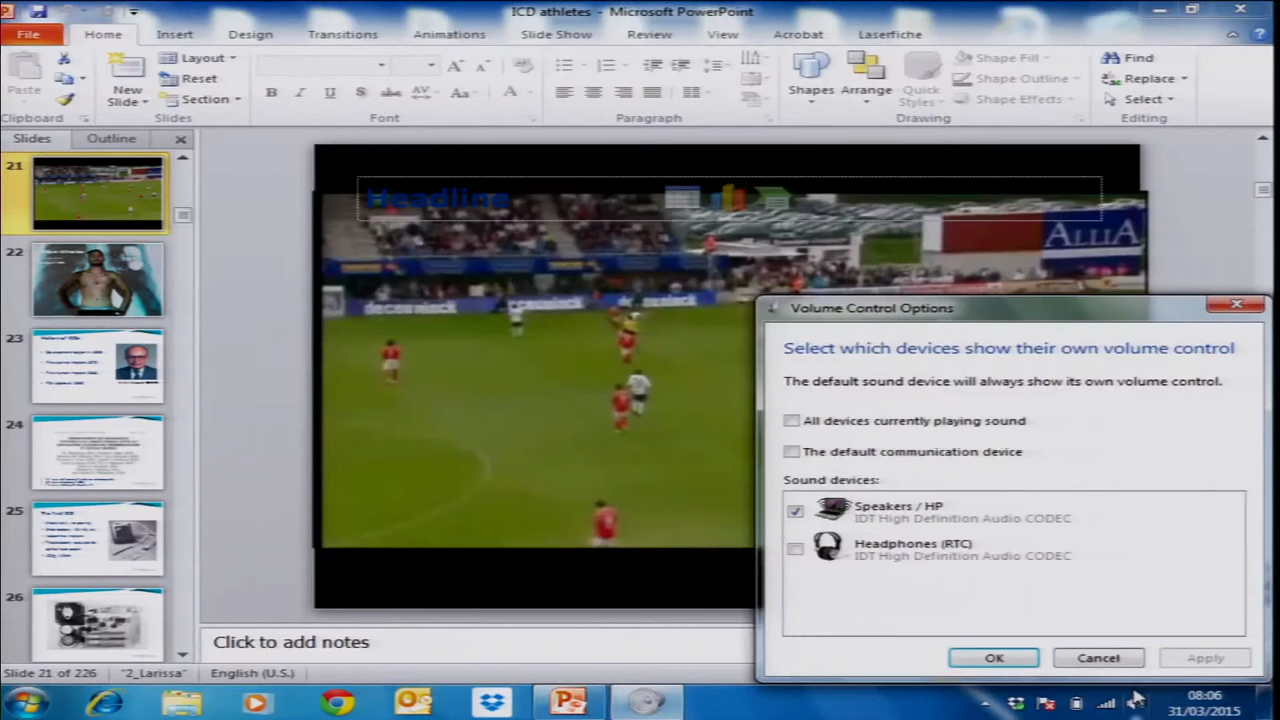 ICD athletes - Microsoft PowerPoint
File Home Insert Design Transitions Animations Slide Show Review View Acrobat Laserfiche
Paste
Clipboard
New
Slide
Layout
Reset
Section
Slides
B I U S abc AV Aa A
Font
Paragraph
Shapes
Arrange
Quick
Styles
Shape Fill
Shape Outline
Shape Effects
Drawing
Find
Replace
Select
Editing
Slides Outline
21
22
23
24
25
26
Headline
ALLIA
Volume Control Options
Select which devices show their own volume control
The default sound device will always show its own volume control.
All devices currently playing sound
The default communication device
Sound devices:
Speakers / HP
IDT High Definition Audio CODEC
Headphones (RTC)
IDT High Definition Audio CODEC
OK Cancel Apply
Click to add notes
Slide 21 of 226 "2_Larissa" English (U.S.)
08:06
31/03/2015